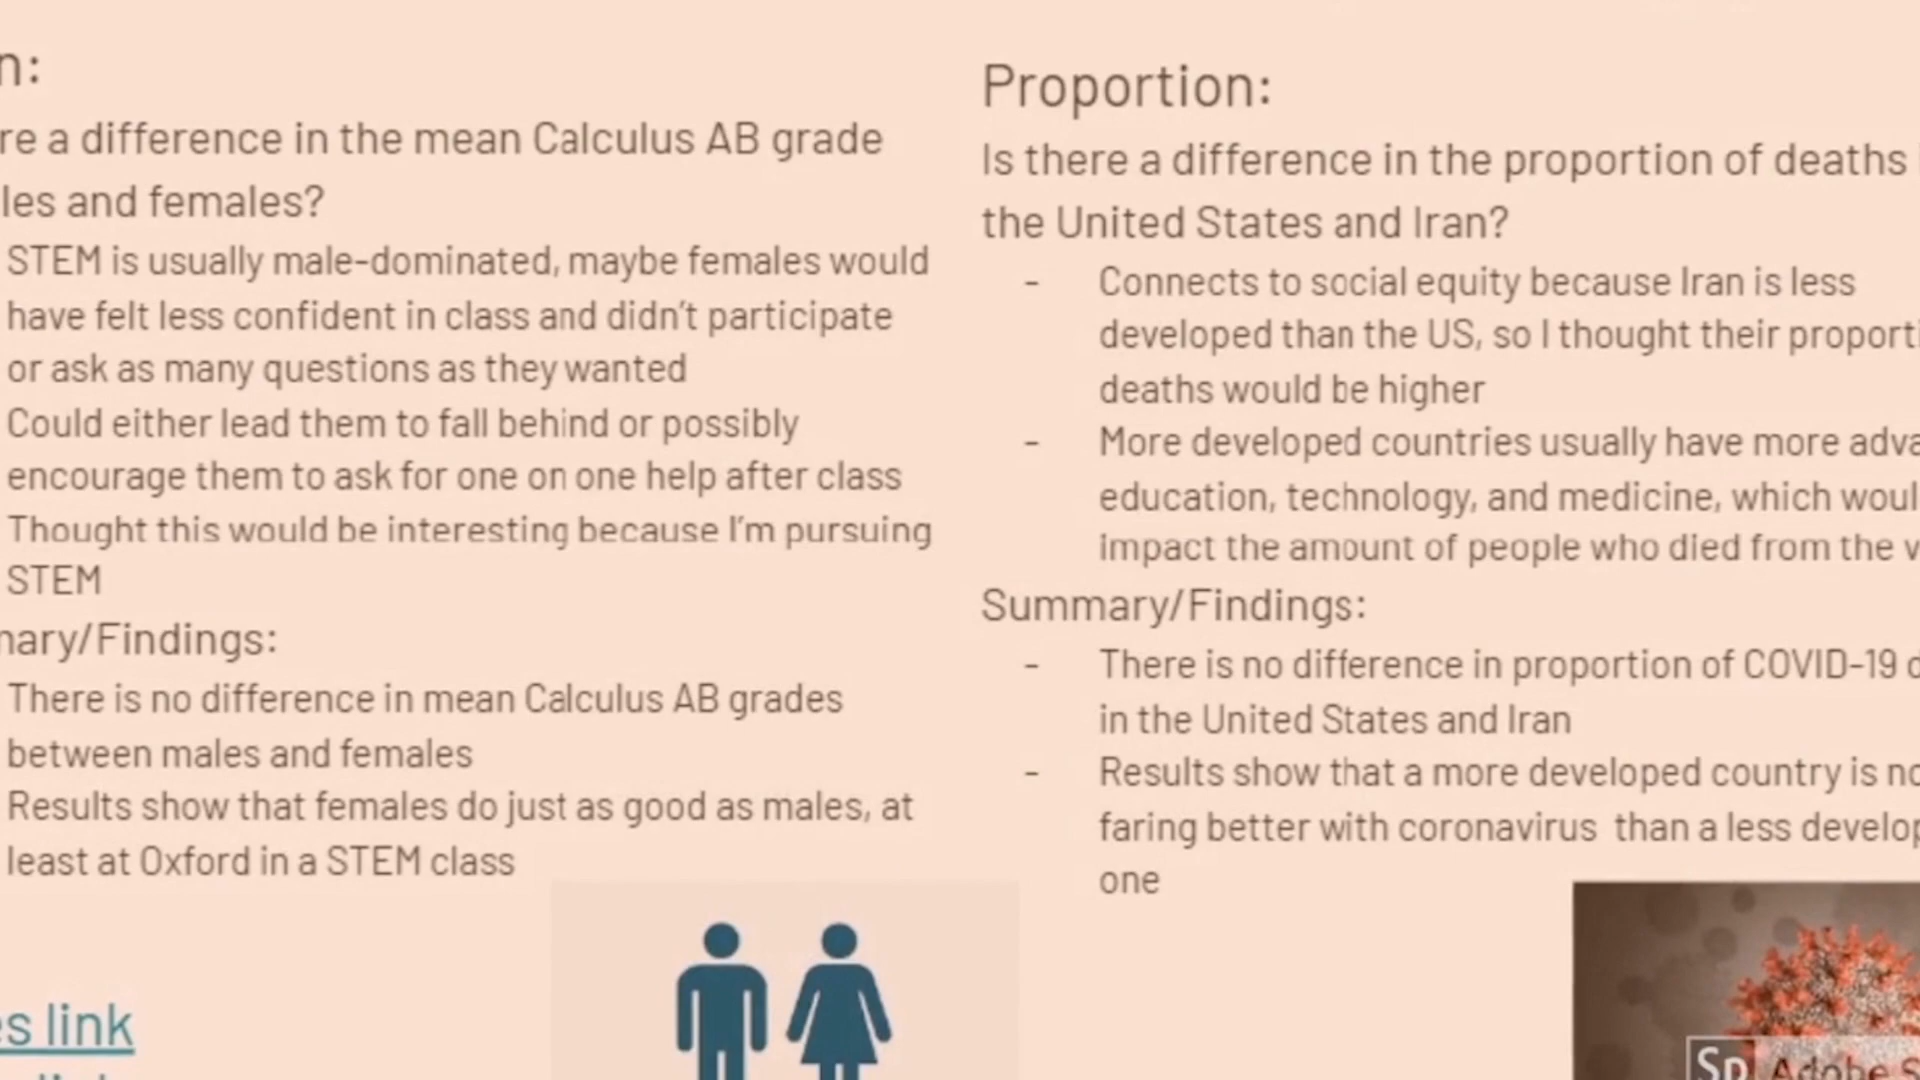 n:
re a difference in the mean Calculus AB grade
les and females?
STEM is usually male-dominated, maybe females would
have felt less confident in class and didn't participate
or ask as many questions as they wanted
Could either lead them to fall behind or possibly
encourage them to ask for one on one help after class
Thought this would be interesting because I'm pursuing
STEM
mary/Findings:
There is no difference in mean Calculus AB grades
between males and females
Results show that females do just as good as males, at
least at Oxford in a STEM class
es link
Proportion:
Is there a difference in the proportion of deaths i
the United States and Iran?
- Connects to social equity because Iran is less
developed than the US, so I thought their proporti
deaths would be higher
- More developed countries usually have more adva
education, technology, and medicine, which woul
impact the amount of people who died from the v
Summary/Findings:
- There is no difference in proportion of COVID-19 d
in the United States and Iran
- Results show that a more developed country is no
faring better with coronavirus than a less develop
one
Sp Adobe S